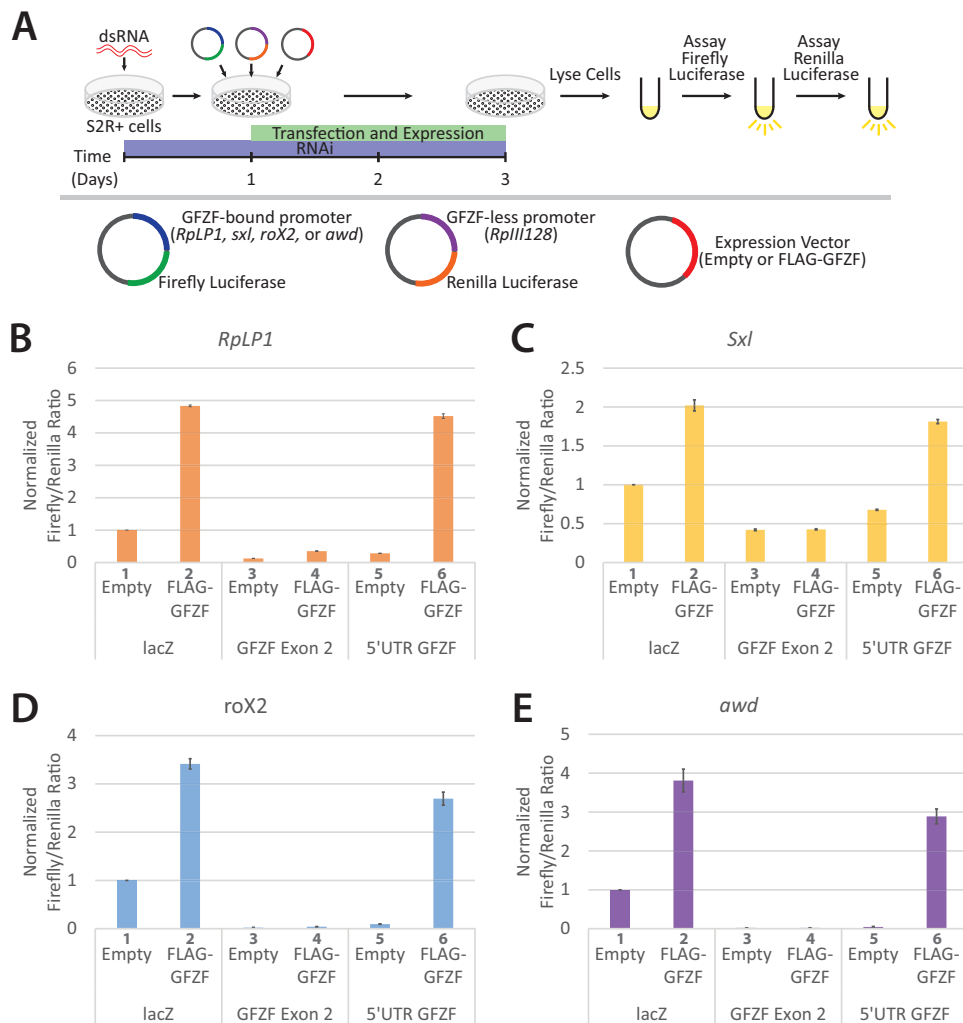 A
dsRNA
S2R+ cells
Lyse Cells
Assay
Firefly
Luciferase
Assay
Renilla
Luciferase
Transfection and Expression
RNAi
Time
(Days)
1
2
3
GFZF-bound promoter
(RpLP1, sxl, roX2, or awd)
Firefly Luciferase
GFZF-less promoter
(RpIII128)
Renilla Luciferase
Expression Vector
(Empty or FLAG-GFZF)
B
RpLP1
Normalized
Firefly/Renilla Ratio
6
5
4
3
2
1
0
1 2 3 4 5 6
Empty FLAG-GFZF Empty FLAG-GFZF Empty FLAG-GFZF
lacZ GFZF Exon 2 5'UTR GFZF
C
Sxl
Normalized
Firefly/Renilla Ratio
2.5
2
1.5
1
0.5
0
1 2 3 4 5 6
Empty FLAG-GFZF Empty FLAG-GFZF Empty FLAG-GFZF
lacZ GFZF Exon 2 5'UTR GFZF
D
roX2
Normalized
Fireflly/Renilla Ratio
4
3
2
1
0
1 2 3 4 5 6
Empty FLAG-GFZF Empty FLAG-GFZF Empty FLAG-GFZF
lacZ GFZF Exon 2 5'UTR GFZF
E
awd
Normalized
Firefly/Renilla Ratio
5
4
3
2
1
0
1 2 3 4 5 6
Empty FLAG-GFZF Empty FLAG-GFZF Empty FLAG-GFZF
lacZ GFZF Exon 2 5'UTR GFZF